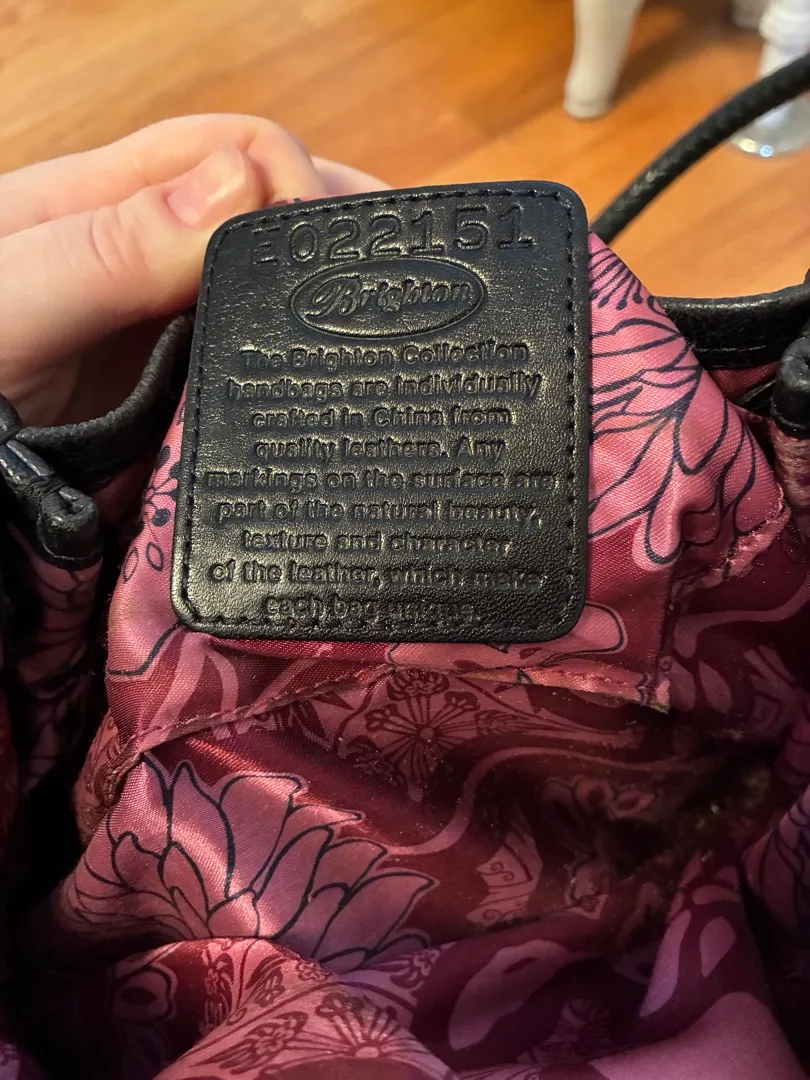 E022151
Brighton
The Brighton Collection
handbags are individually
crafted in China from
quality leathers. Any
markings on the surface are
part of the natural beauty,
texture and character
of the leather, which make
each bag unique.